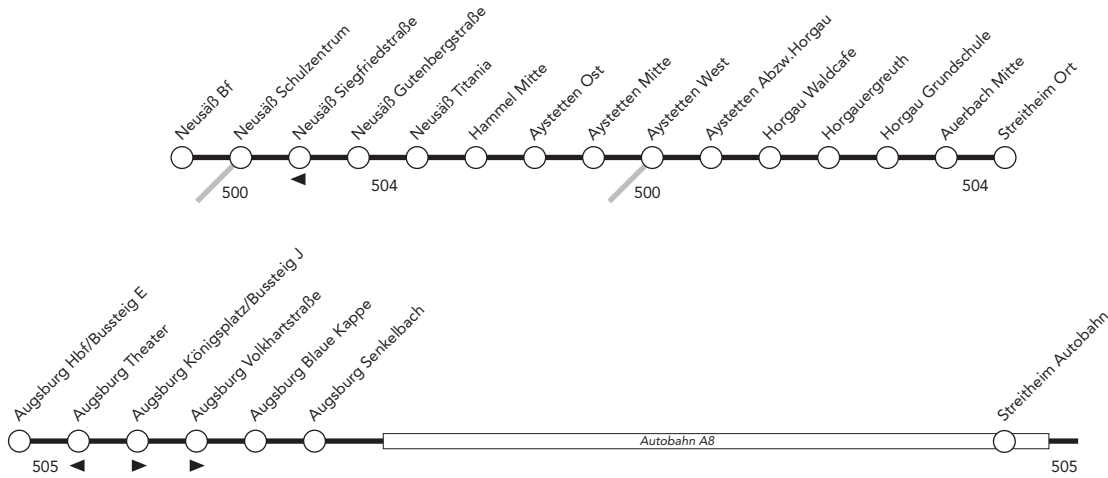 Neusäß Bf
Neusäß Schulzentrum
Neusäß Siegfriedstraße
Neusäß Gutenbergstraße
Neusäß Titania
Hammel Mitte
Aystetten Ost
Aystetten Mitte
Aystetten West
Aystetten Abzw.Horgau
Horgau Waldcafe
Horgauergreuth
Horgau Grundschule
Auerbach Mitte
Streitheim Ort
500
504
500
504
Augsburg Hbf/Bussteig E
Augsburg Theater
Augsburg Königsplatz/Bussteig J
Augsburg Volkhartstraße
Augsburg Blaue Kappe
Augsburg Senkelbach
Streitheim Autobahn
Autobahn A8
505
505